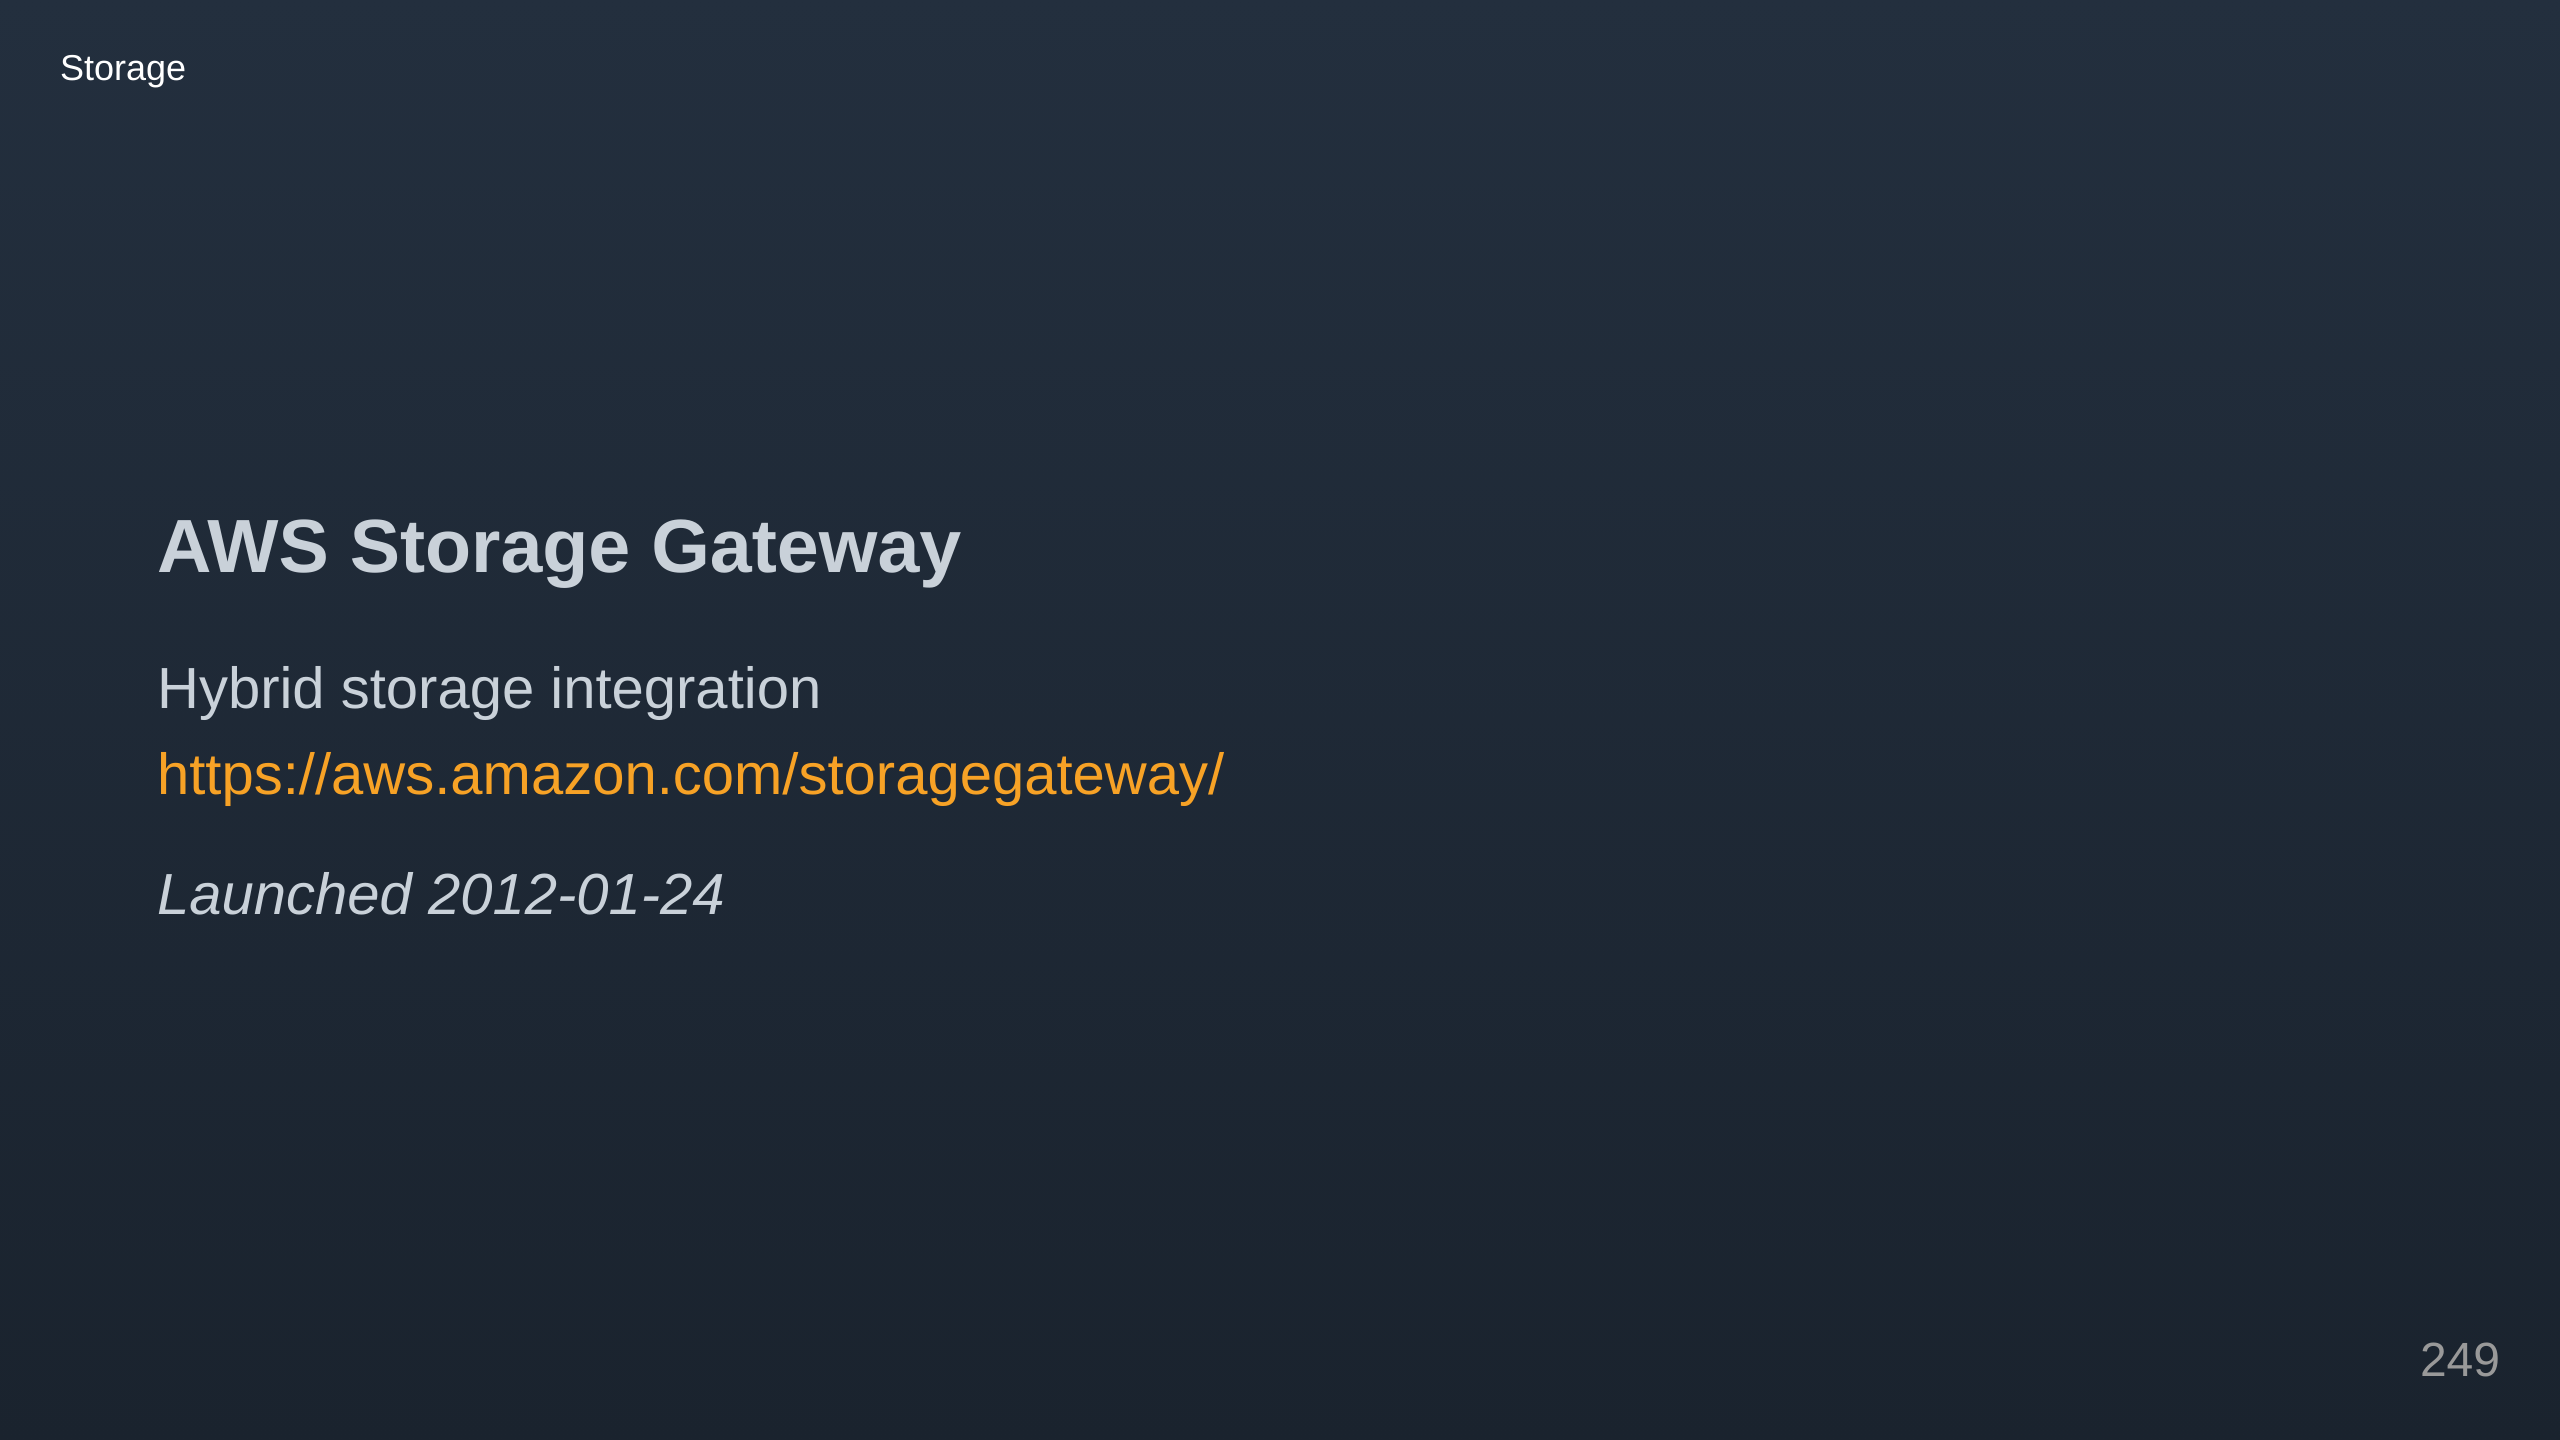 Storage
AWS Storage Gateway
Hybrid storage integration
https://aws.amazon.com/storagegateway/
Launched 2012-01-24
249